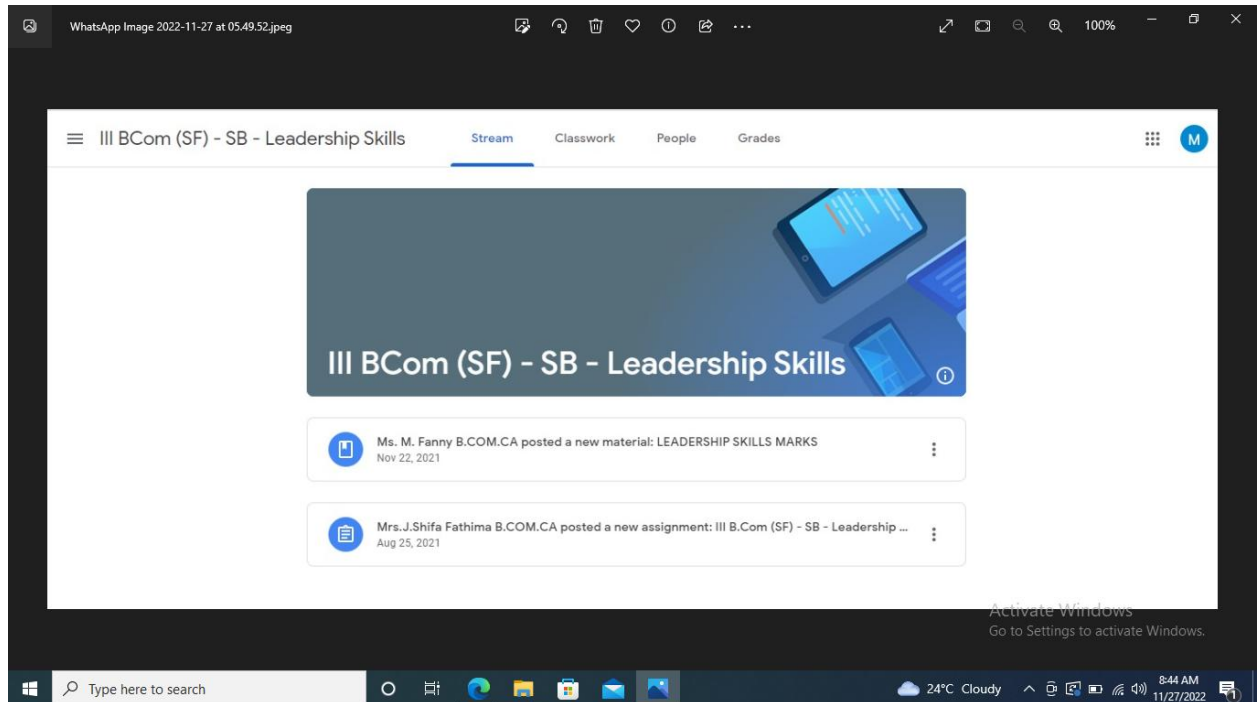 WhatsApp Image 2022-11-27 at 05.49.52.jpeg
100%
III BCom (SF) - SB - Leadership Skills
Stream
Classwork
People
Grades
M
III BCom (SF) - SB - Leadership Skills
Ms. M. Fanny B.COM.CA posted a new material: LEADERSHIP SKILLS MARKS
Nov 22, 2021
Mrs.J.Shifa Fathima B.COM.CA posted a new assignment: III B.Com (SF) - SB - Leadership ...
Aug 25, 2021
Activate Windows
Go to Settings to activate Windows.
Type here to search
24°C Cloudy
8:44 AM
11/27/2022
1